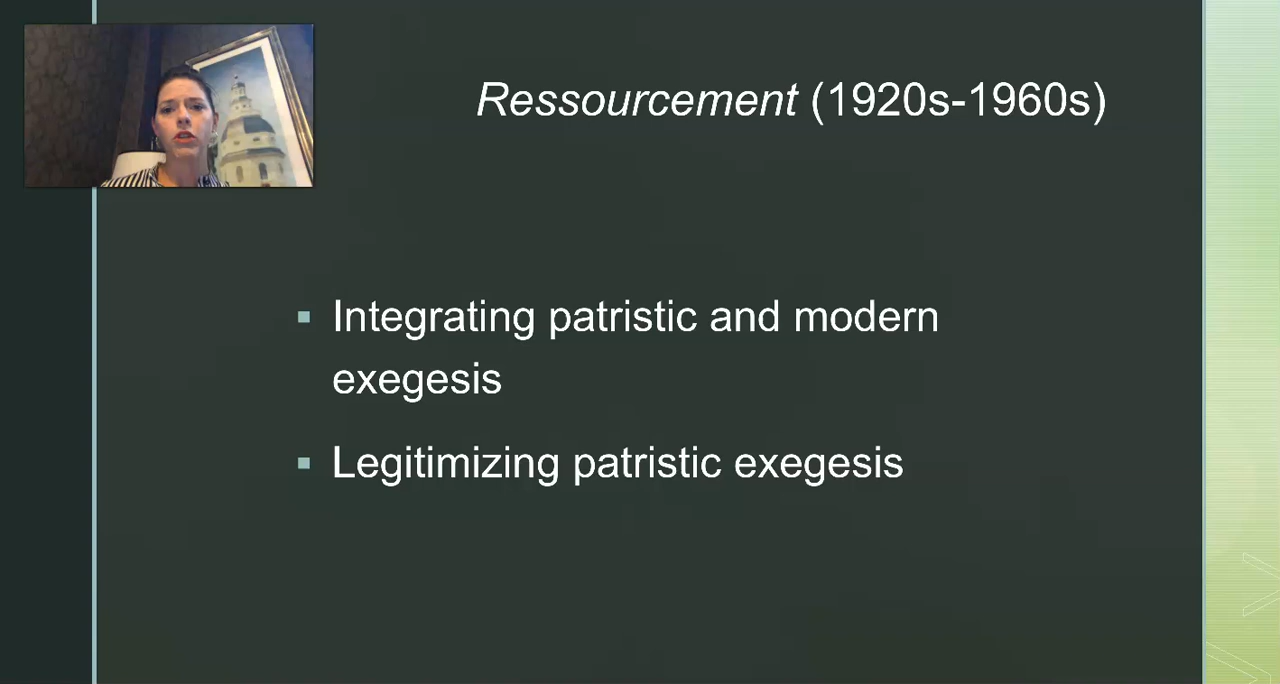 Ressourcement (1920s-1960s)
▪ Integrating patristic and modern
exegesis
▪ Legitimizing patristic exegesis